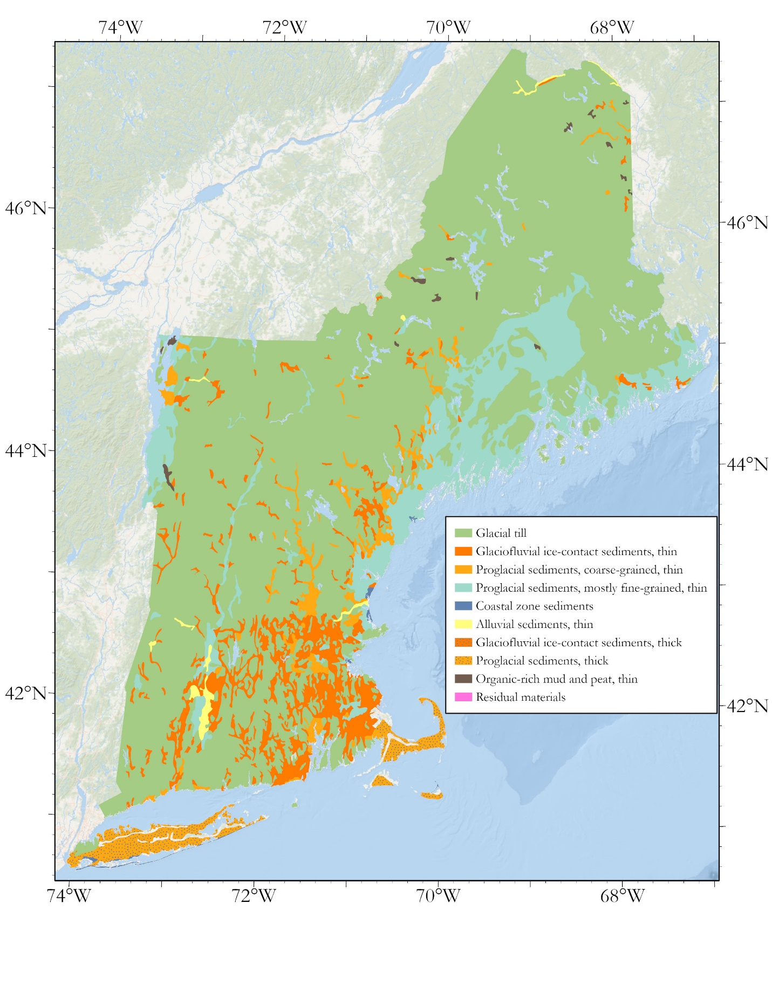 74°W 72°W 70°W 68°W
46°N
46°N
44°N
44°N
Glacial till
Glaciofluvial ice-contact sediments, thin
Proglacial sediments, coarse-grained, thin
Proglacial sediments, mostly fine-grained, thin
Coastal zone sediments
Alluvial sediments, thin
Glaciofluvial ice-contact sediments, thick
Proglacial sediments, thick
Organic-rich mud and peat, thin
Residual materials
42°N
42°N
74°W 72°W 70°W 68°W